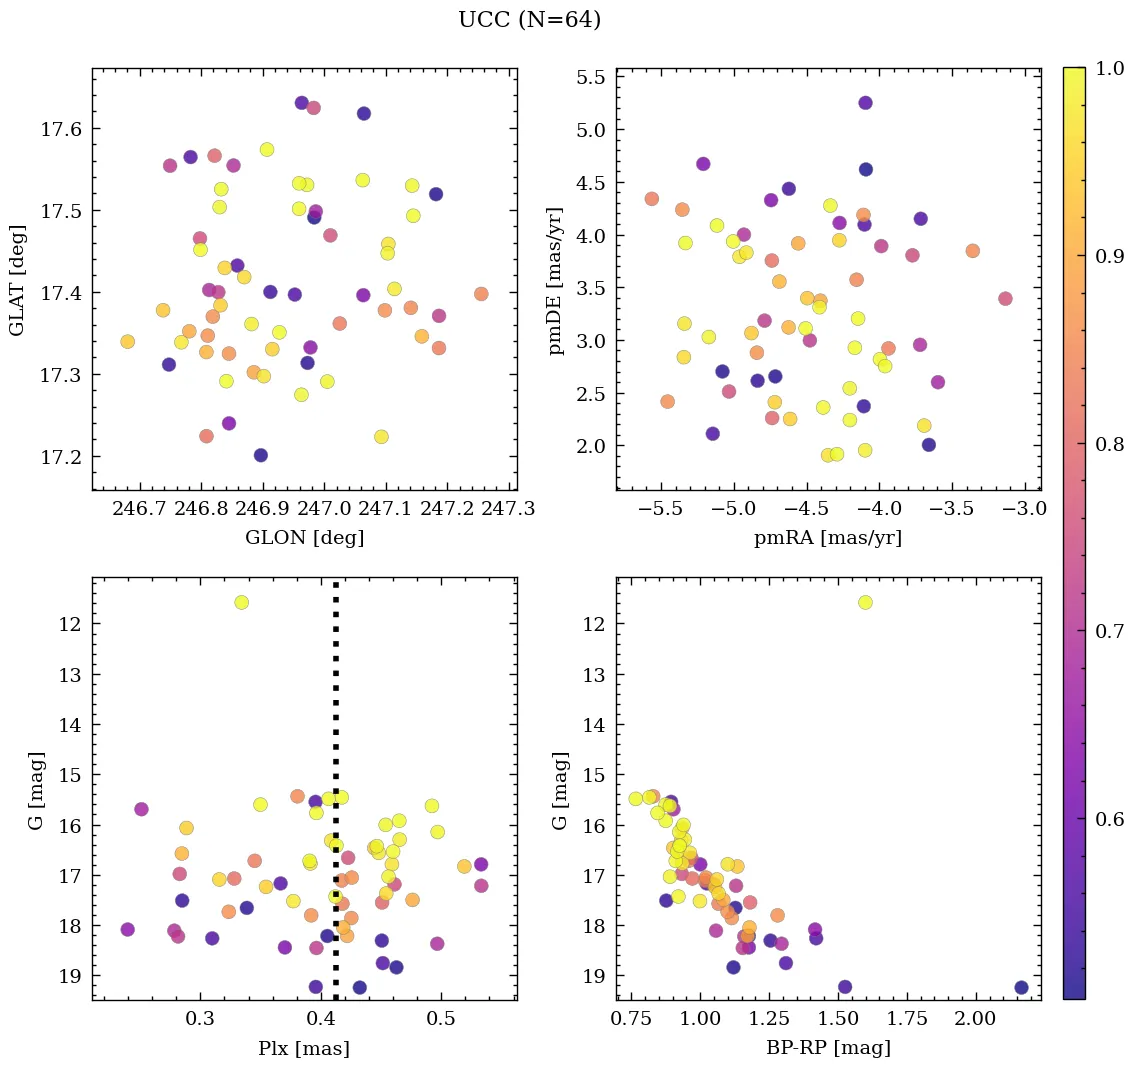 UCC (N=64)
17.6
17.5
17.4
17.3
17.2
GLAT [deg]
246.7 246.8 246.9 247.0 247.1 247.2 247.3
GLON [deg]
5.5
5.0
4.5
4.0
3.5
3.0
2.5
2.0
pmDE [mas/yr]
−5.5 −5.0 −4.5 −4.0 −3.5 −3.0
pmRA [mas/yr]
12
13
14
15
16
17
18
19
G [mag]
0.3 0.4 0.5
Plx [mas]
12
13
14
15
16
17
18
19
G [mag]
0.75 1.00 1.25 1.50 1.75 2.00
BP-RP [mag]
1.0
0.9
0.8
0.7
0.6